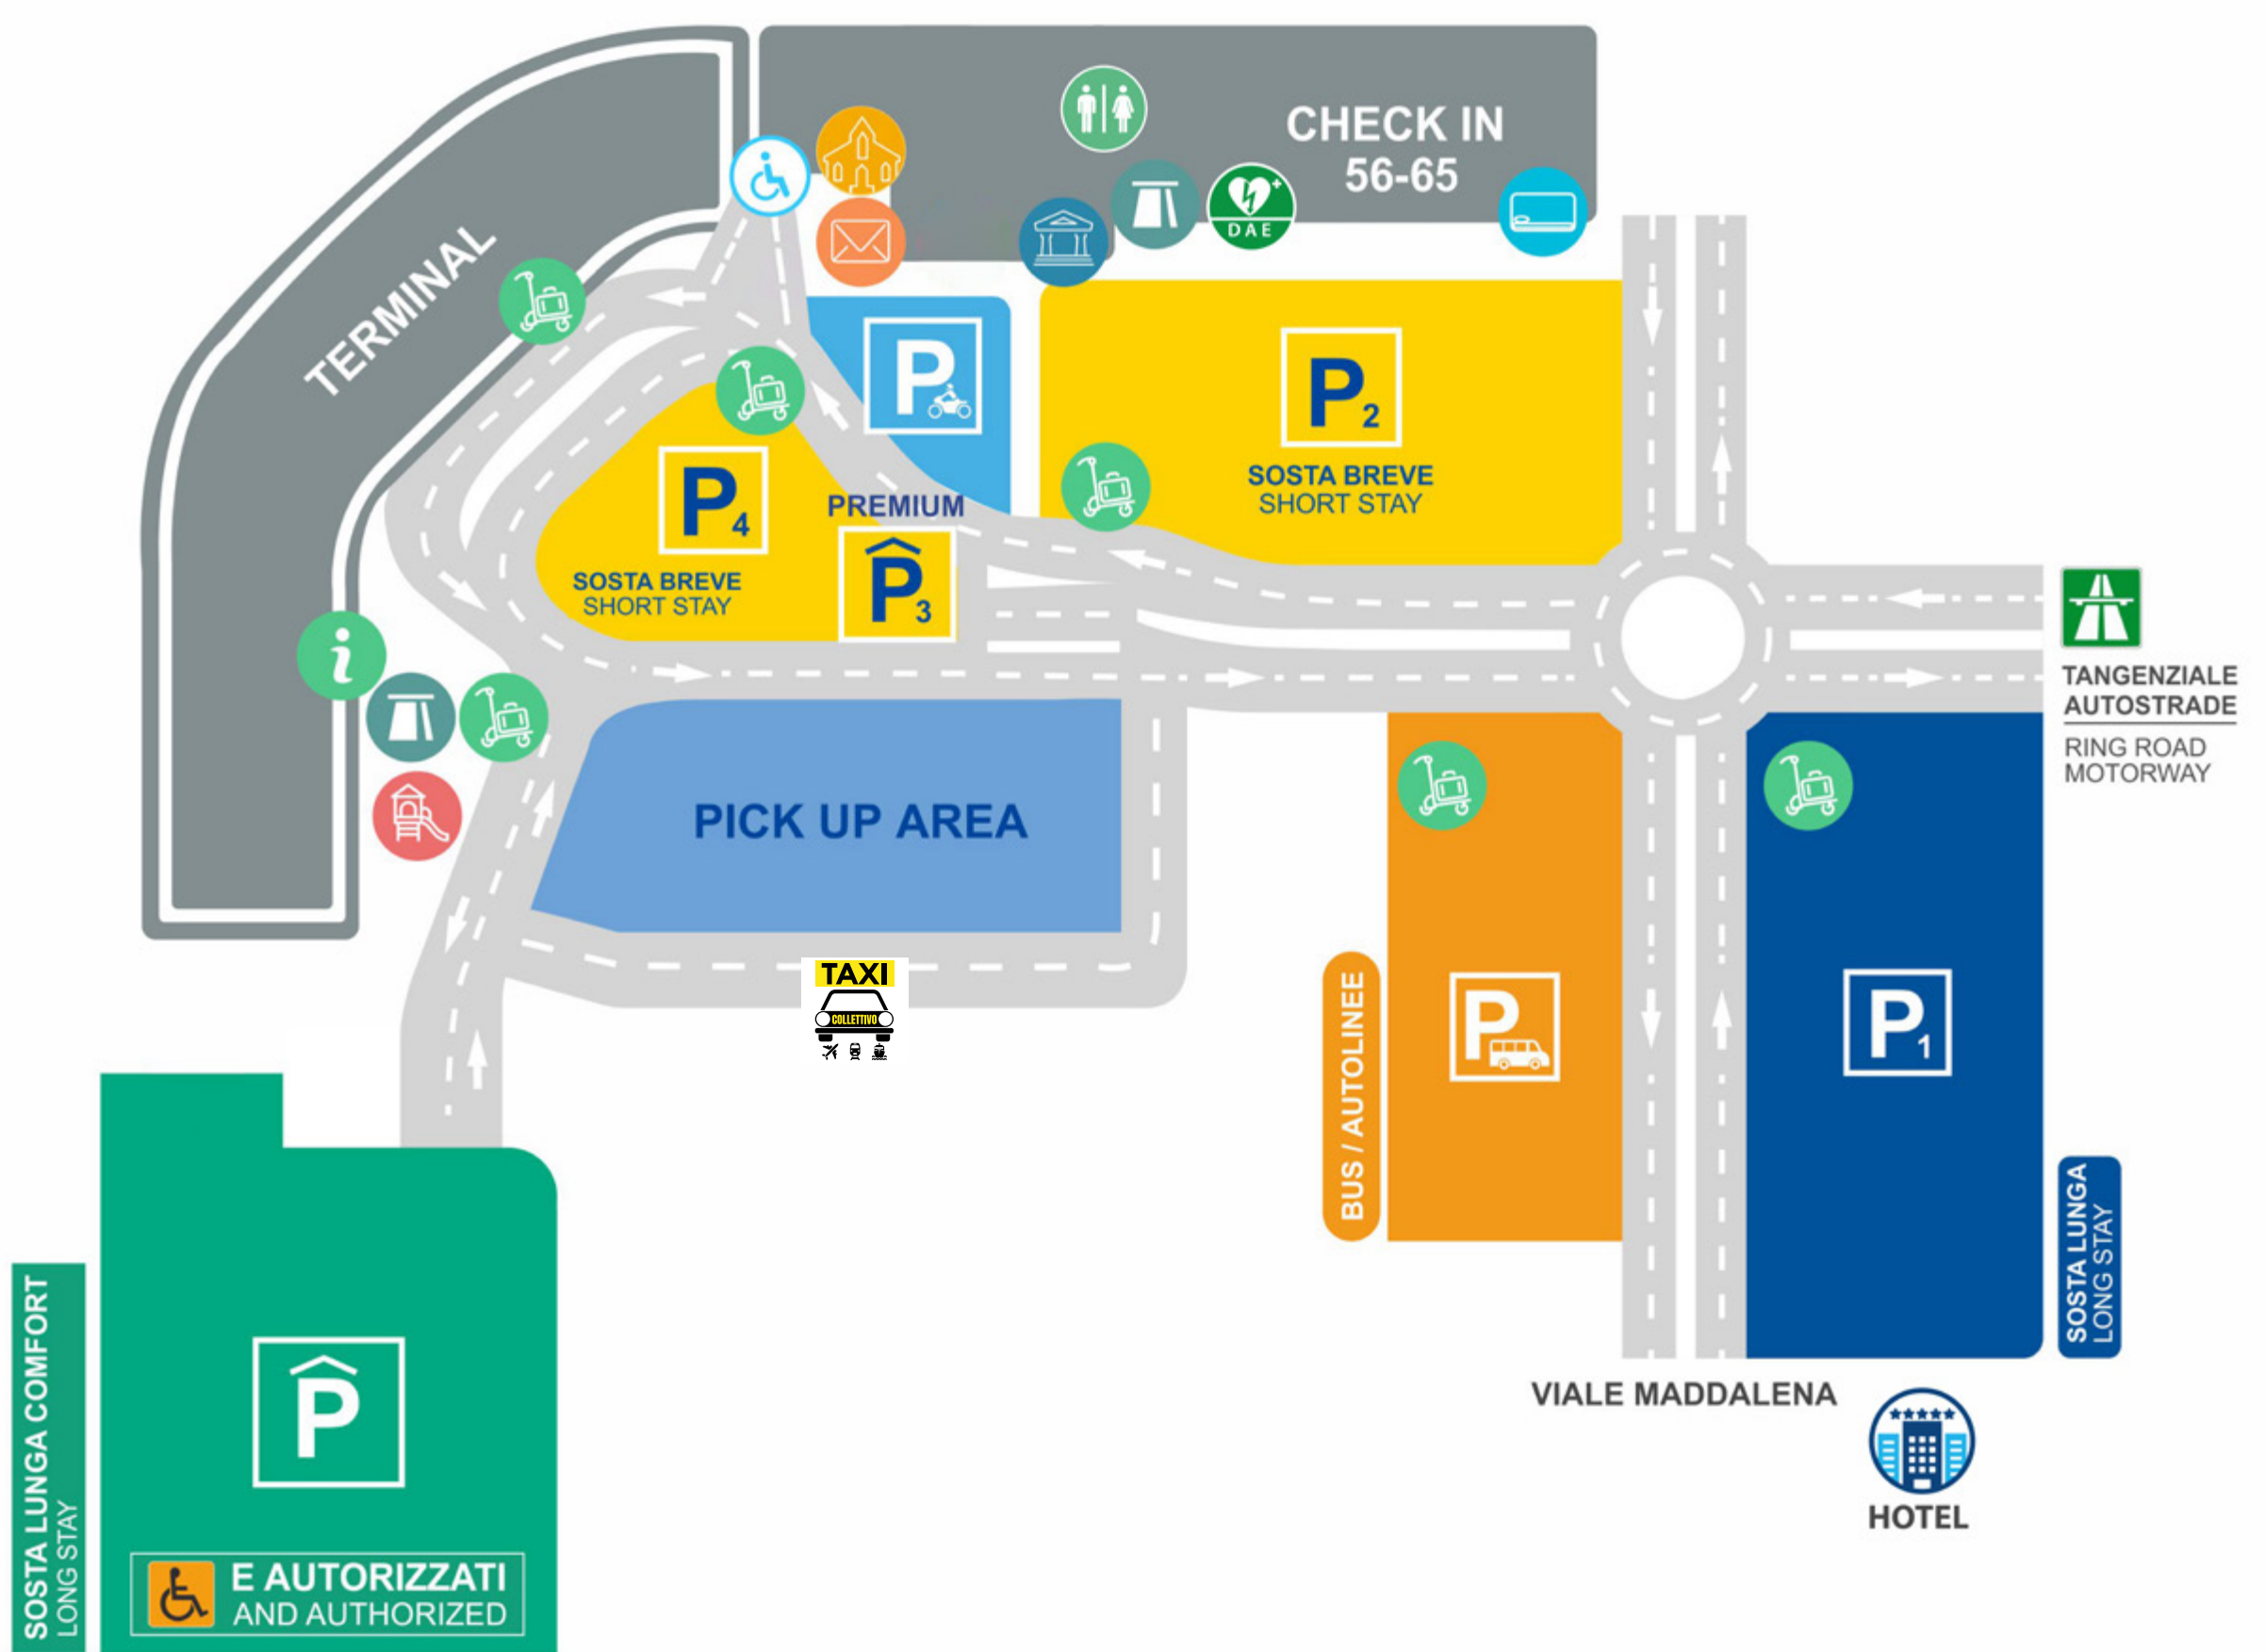 CHECK IN
56-65
DAE
TERMINAL
P
P2
SOSTA BREVE
SHORT STAY
P4
SOSTA BREVE
SHORT STAY
PREMIUM
P3
i
TANGENZIALE
AUTOSTRADE
RING ROAD
MOTORWAY
PICK UP AREA
TAXI
COLLETTIVO
BUS / AUTOLINEE
P
P1
SOSTA LUNGA
LONG STAY
VIALE MADDALENA
HOTEL
SOSTA LUNGA COMFORT
LONG STAY
P
E AUTORIZZATI
AND AUTHORIZED